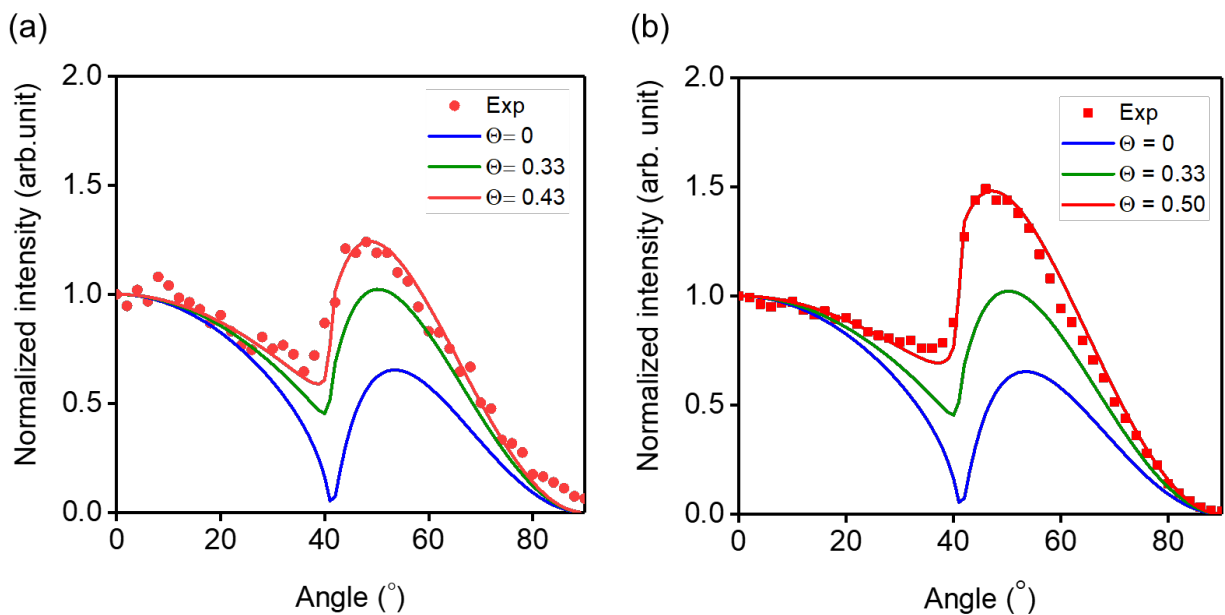 (a)
Normalized intensity (arb.unit)
2.0
1.5
1.0
0.5
0.0
Exp
Θ= 0
Θ= 0.33
Θ= 0.43
0 20 40 60 80
Angle (°)
(b)
Normalized intensity (arb. unit)
2.0
1.5
1.0
0.5
0.0
Exp
Θ = 0
Θ = 0.33
Θ = 0.50
0 20 40 60 80
Angle (°)